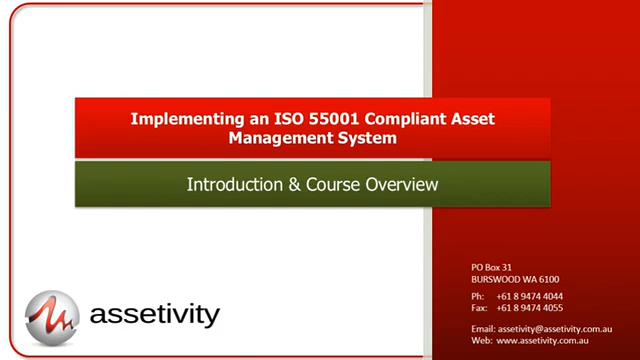 Implementing an ISO 55001 Compliant Asset
Management System
Introduction & Course Overview
PO Box 31
BURSWOOD WA 6100
Ph: +61 8 9474 4044
Fax: +61 8 9474 4055
Email: assetivity@assetivity.com.au
Web: www.assetivity.com.au
assetivity